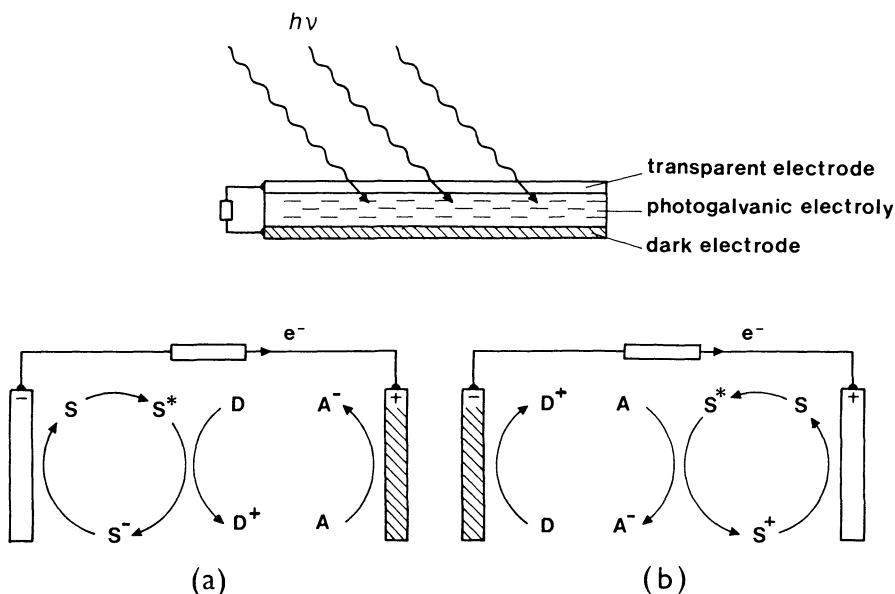 hν
transparent electrode
photogalvanic electroly
dark electrode
e⁻ e⁻
− S S* D A⁻ + − D⁺ A S* S +
S⁻ D⁺ A D A⁻ S⁺
(a) (b)